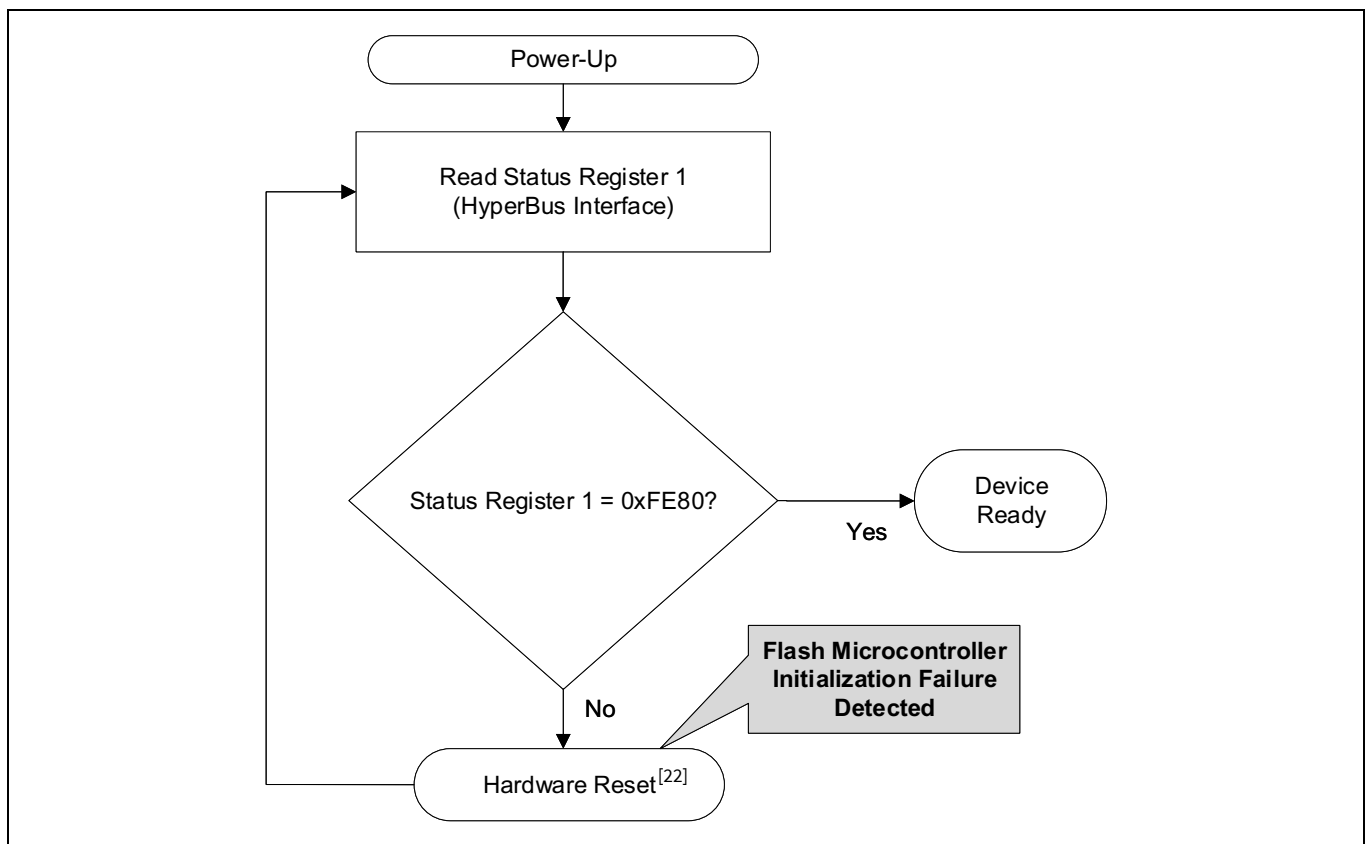 Power-Up
Read Status Register 1
(HyperBus Interface)
Status Register 1 = 0xFE80?
Device
Ready
Yes
Flash Microcontroller
Initialization Failure
Detected
No
Hardware Reset[22]